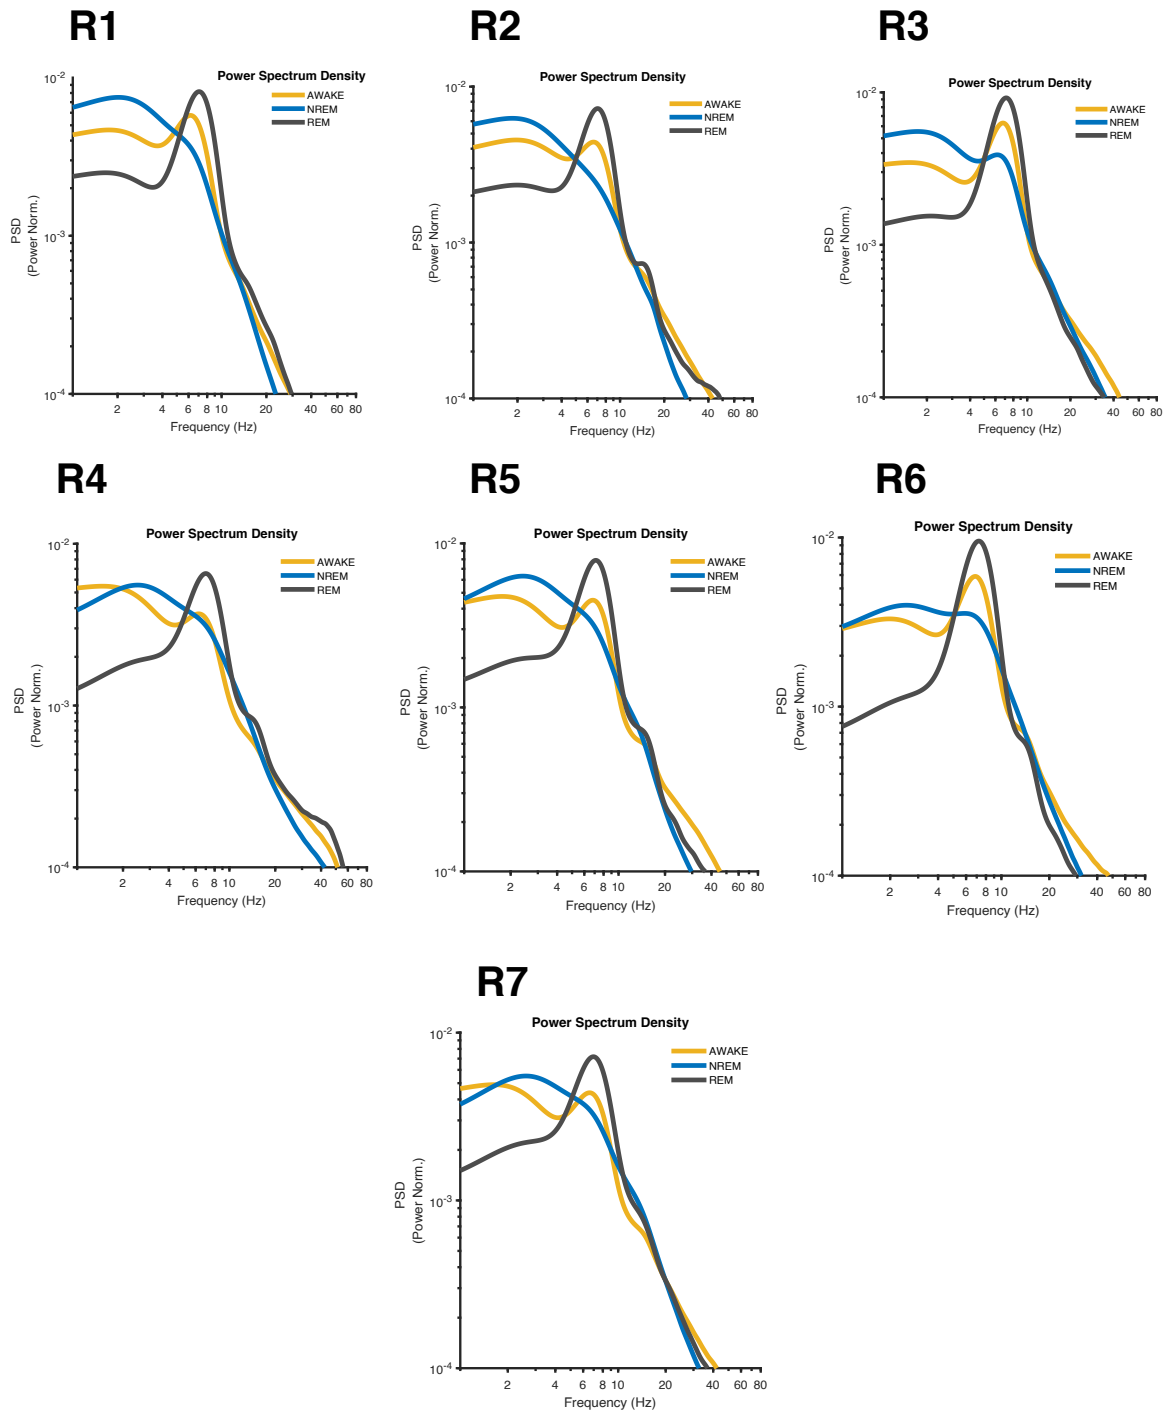 R1
Power Spectrum Density
AWAKE
NREM
REM
10-2
10-3
10-4
PSD
(Power Norm.)
2 4 6 8 10 20 40 60 80
Frequency (Hz)
R2
Power Spectrum Density
AWAKE
NREM
REM
10-2
10-3
10-4
PSD
(Power Norm.)
2 4 6 8 10 20 40 60 80
Frequency (Hz)
R3
Power Spectrum Density
AWAKE
NREM
REM
10-2
10-3
10-4
PSD
(Power Norm.)
2 4 6 8 10 20 40 60 80
Frequency (Hz)
R4
Power Spectrum Density
AWAKE
NREM
REM
10-2
10-3
10-4
PSD
(Power Norm.)
2 4 6 8 10 20 40 60 80
Frequency (Hz)
R5
Power Spectrum Density
AWAKE
NREM
REM
10-2
10-3
10-4
PSD
(Power Norm.)
2 4 6 8 10 20 40 60 80
Frequency (Hz)
R6
Power Spectrum Density
AWAKE
NREM
REM
10-2
10-3
10-4
PSD
(Power Norm.)
2 4 6 8 10 20 40 60 80
Frequency (Hz)
R7
Power Spectrum Density
AWAKE
NREM
REM
10-2
10-3
10-4
PSD
(Power Norm.)
2 4 6 8 10 20 40 60 80
Frequency (Hz)